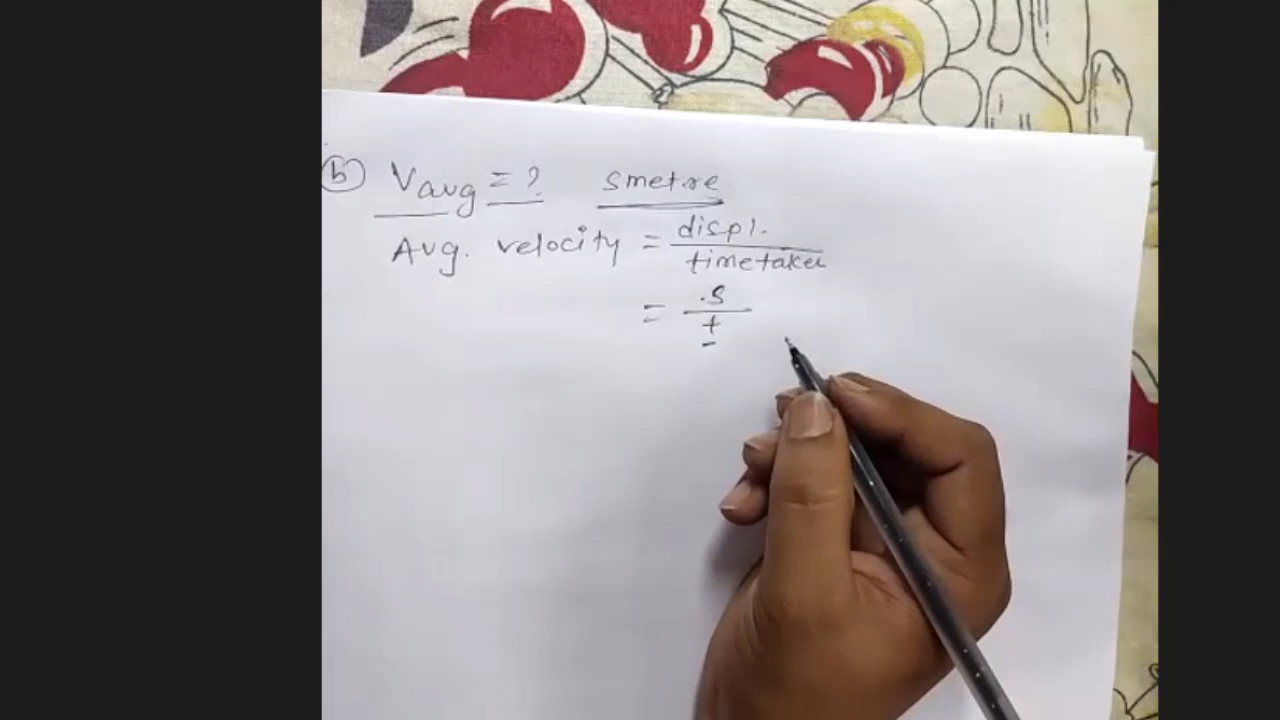 b Vavg = ? smetre
Avg. velocity = displ.
timetaken
= s
t